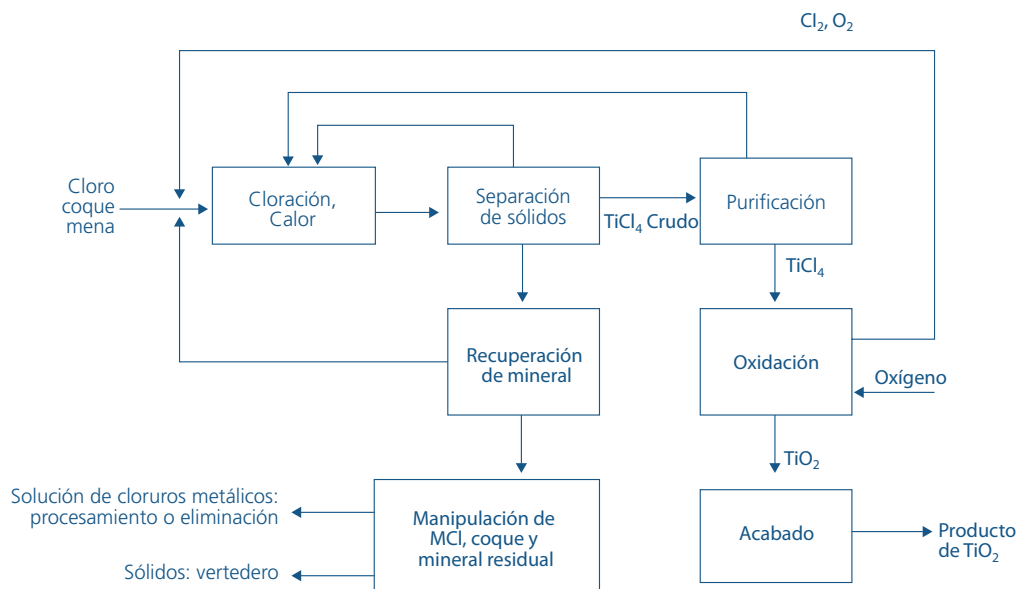 Cl₂, O₂
Cloro
coque
mena
Cloración,
Calor
Separación
de sólidos
TiCl₄ Crudo
Purificación
TiCl₄
Recuperación
de mineral
Oxidación
Oxígeno
TiO₂
Solución de cloruros metálicos:
procesamiento o eliminación
Sólidos: vertedero
Manipulación de
MCl, coque y
mineral residual
Acabado
Producto
de TiO₂